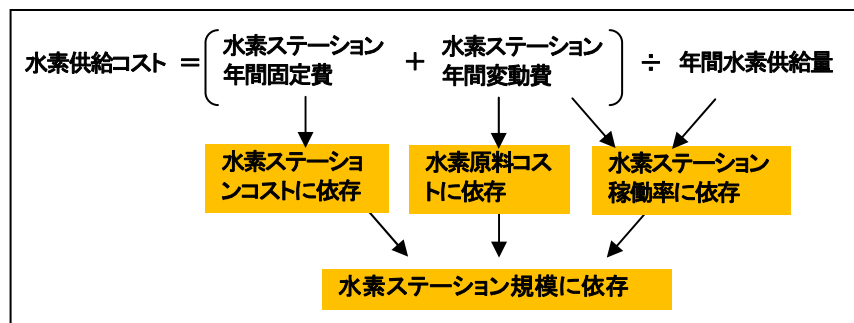 水素供給コスト =
水素ステーション
年間固定費
+
水素ステーション
年間変動費
÷ 年間水素供給量
水素ステーショ
ンコストに依存
水素原料コス
トに依存
水素ステーション
稼働率に依存
水素ステーション規模に依存